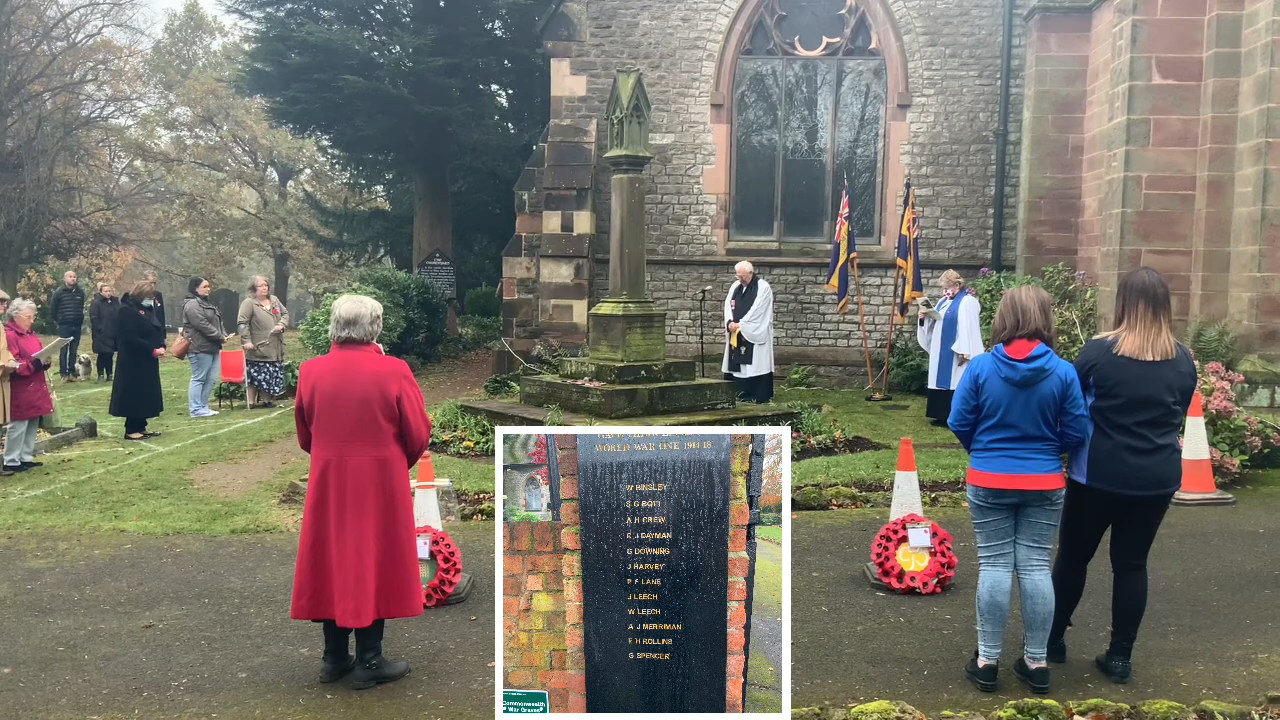 WORLD WAR ONE 1914-18
W BINSLEY
S G BOTT
A H CREW
E J DAYMAN
G DOWNING
J HARVEY
P F LANE
J LEECH
W LEECH
A J MERRIMAN
F H ROLLINS
G SPENCER
Commonwealth
War Graves